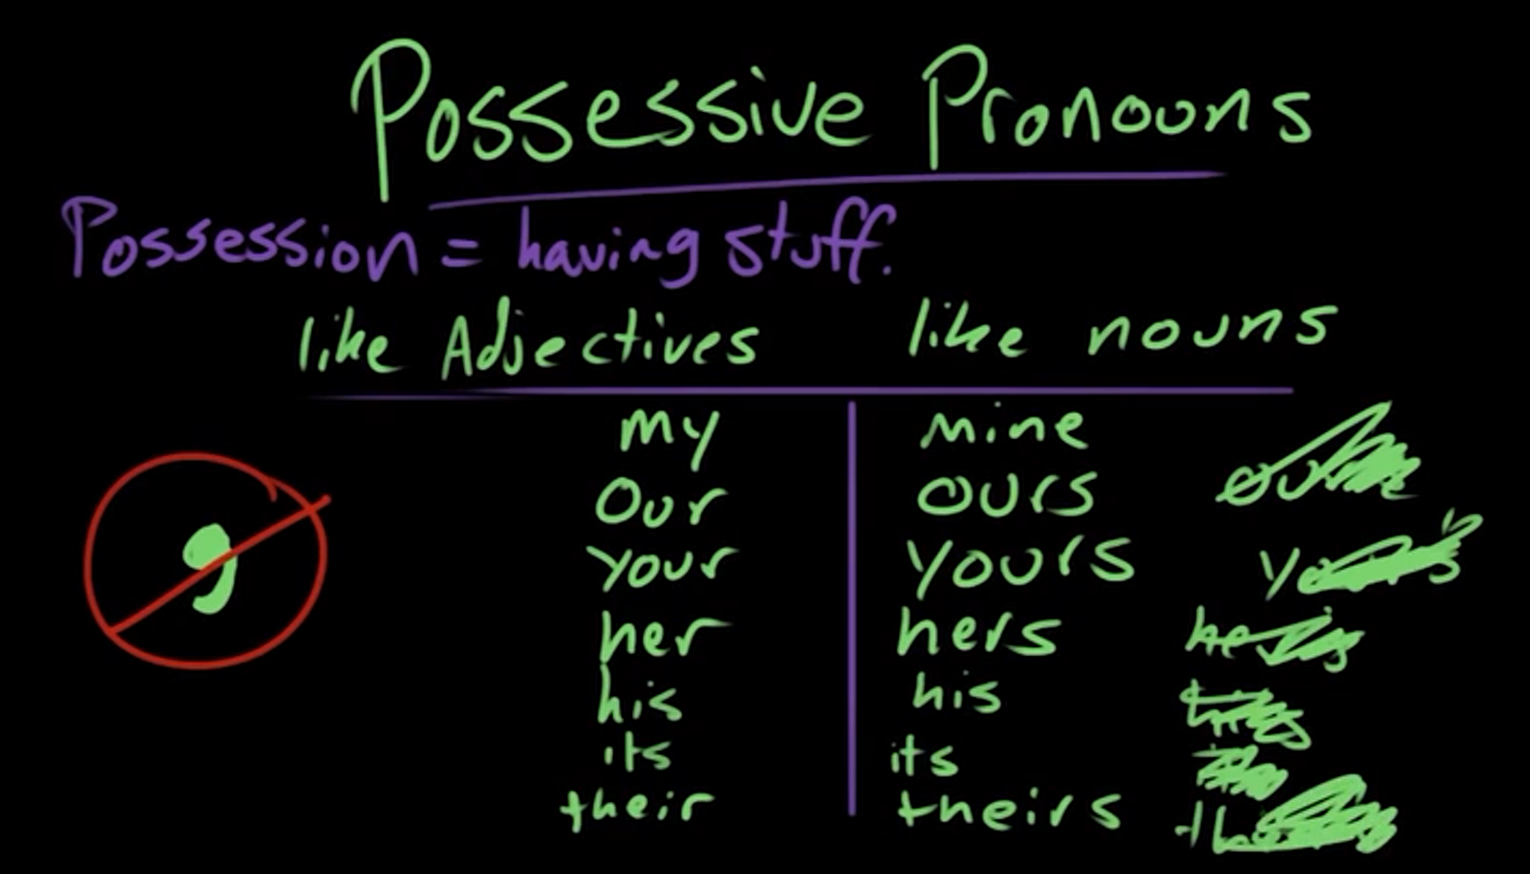 Possessive Pronouns
Possession = having stuff.
like Adjectives like nouns
my mine
our ours
your yours
her hers
his his
its its
their theirs